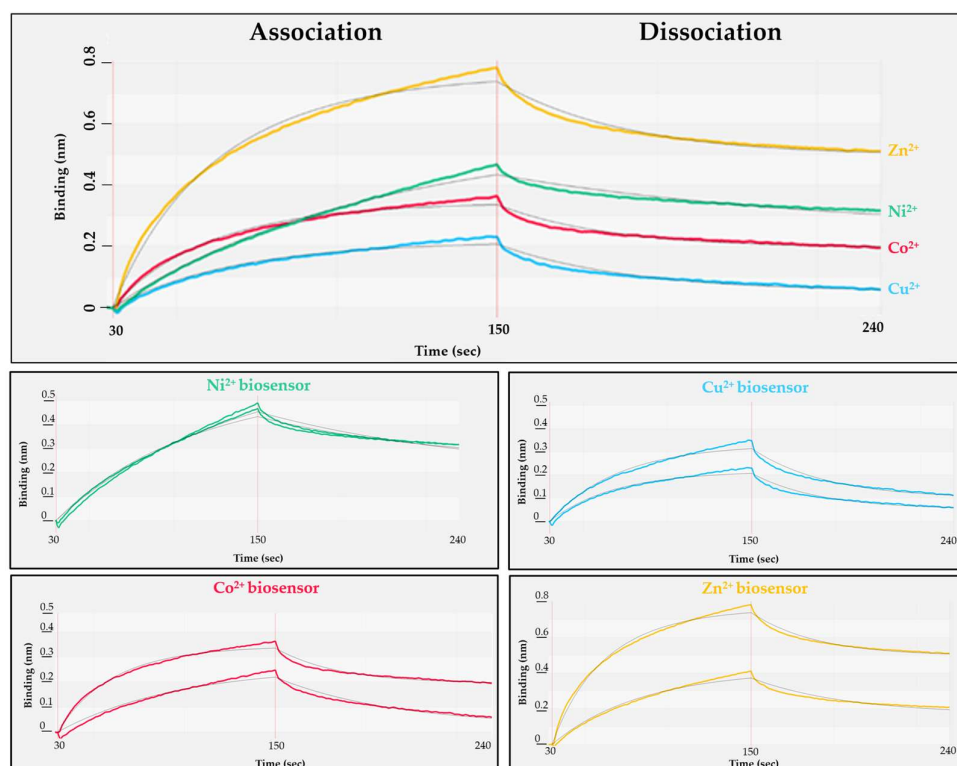 Association
Dissociation
0.8
0.6
0.4
0.2
0
Binding (nm)
Zn²⁺
Ni²⁺
Co²⁺
Cu²⁺
30
150
240
Time (sec)
Ni²⁺ biosensor
0.5
0.4
0.3
0.2
0.1
0
Binding (nm)
30
150
240
Time (sec)
Cu²⁺ biosensor
0.5
0.4
0.3
0.2
0.1
0
Binding (nm)
30
150
240
Time (sec)
Co²⁺ biosensor
0.5
0.4
0.3
0.2
0.1
0
Binding (nm)
30
150
240
Time (sec)
Zn²⁺ biosensor
0.8
0.6
0.4
0.2
0
Binding (nm)
30
150
240
Time (sec)